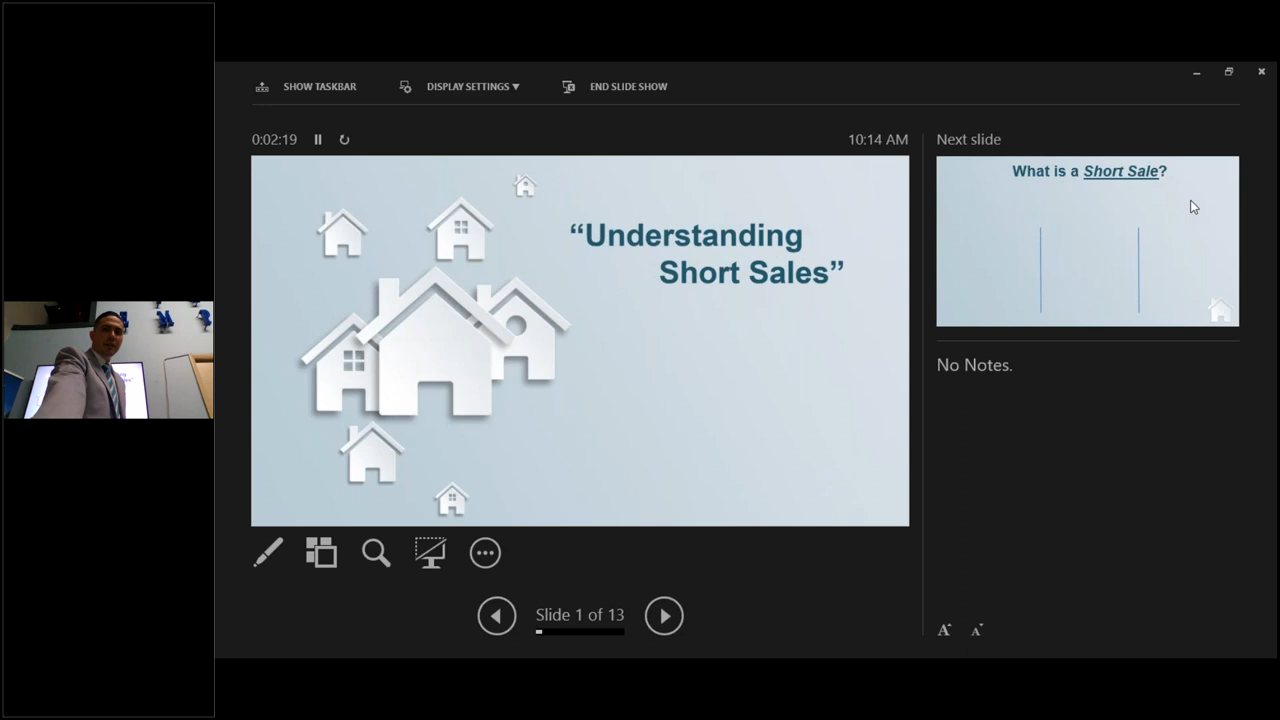 SHOW TASKBAR
DISPLAY SETTINGS ▼
END SLIDE SHOW
0:02:19
10:14 AM
Next slide
“Understanding
Short Sales”
What is a Short Sale?
No Notes.
Slide 1 of 13
A A